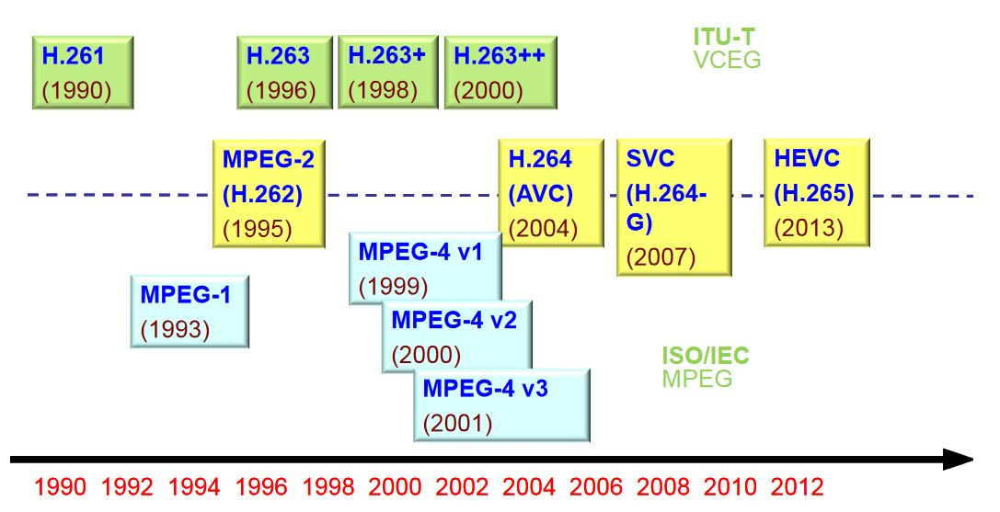 H.261
(1990)
H.263
(1996)
H.263+
(1998)
H.263++
(2000)
ITU-T
VCEG
MPEG-2
(H.262)
(1995)
H.264
(AVC)
(2004)
SVC
(H.264-
G)
(2007)
HEVC
(H.265)
(2013)
MPEG-4 v1
(1999)
MPEG-1
(1993)
MPEG-4 v2
(2000)
MPEG-4 v3
(2001)
ISO/IEC
MPEG
1990 1992 1994 1996 1998 2000 2002 2004 2006 2008 2010 2012